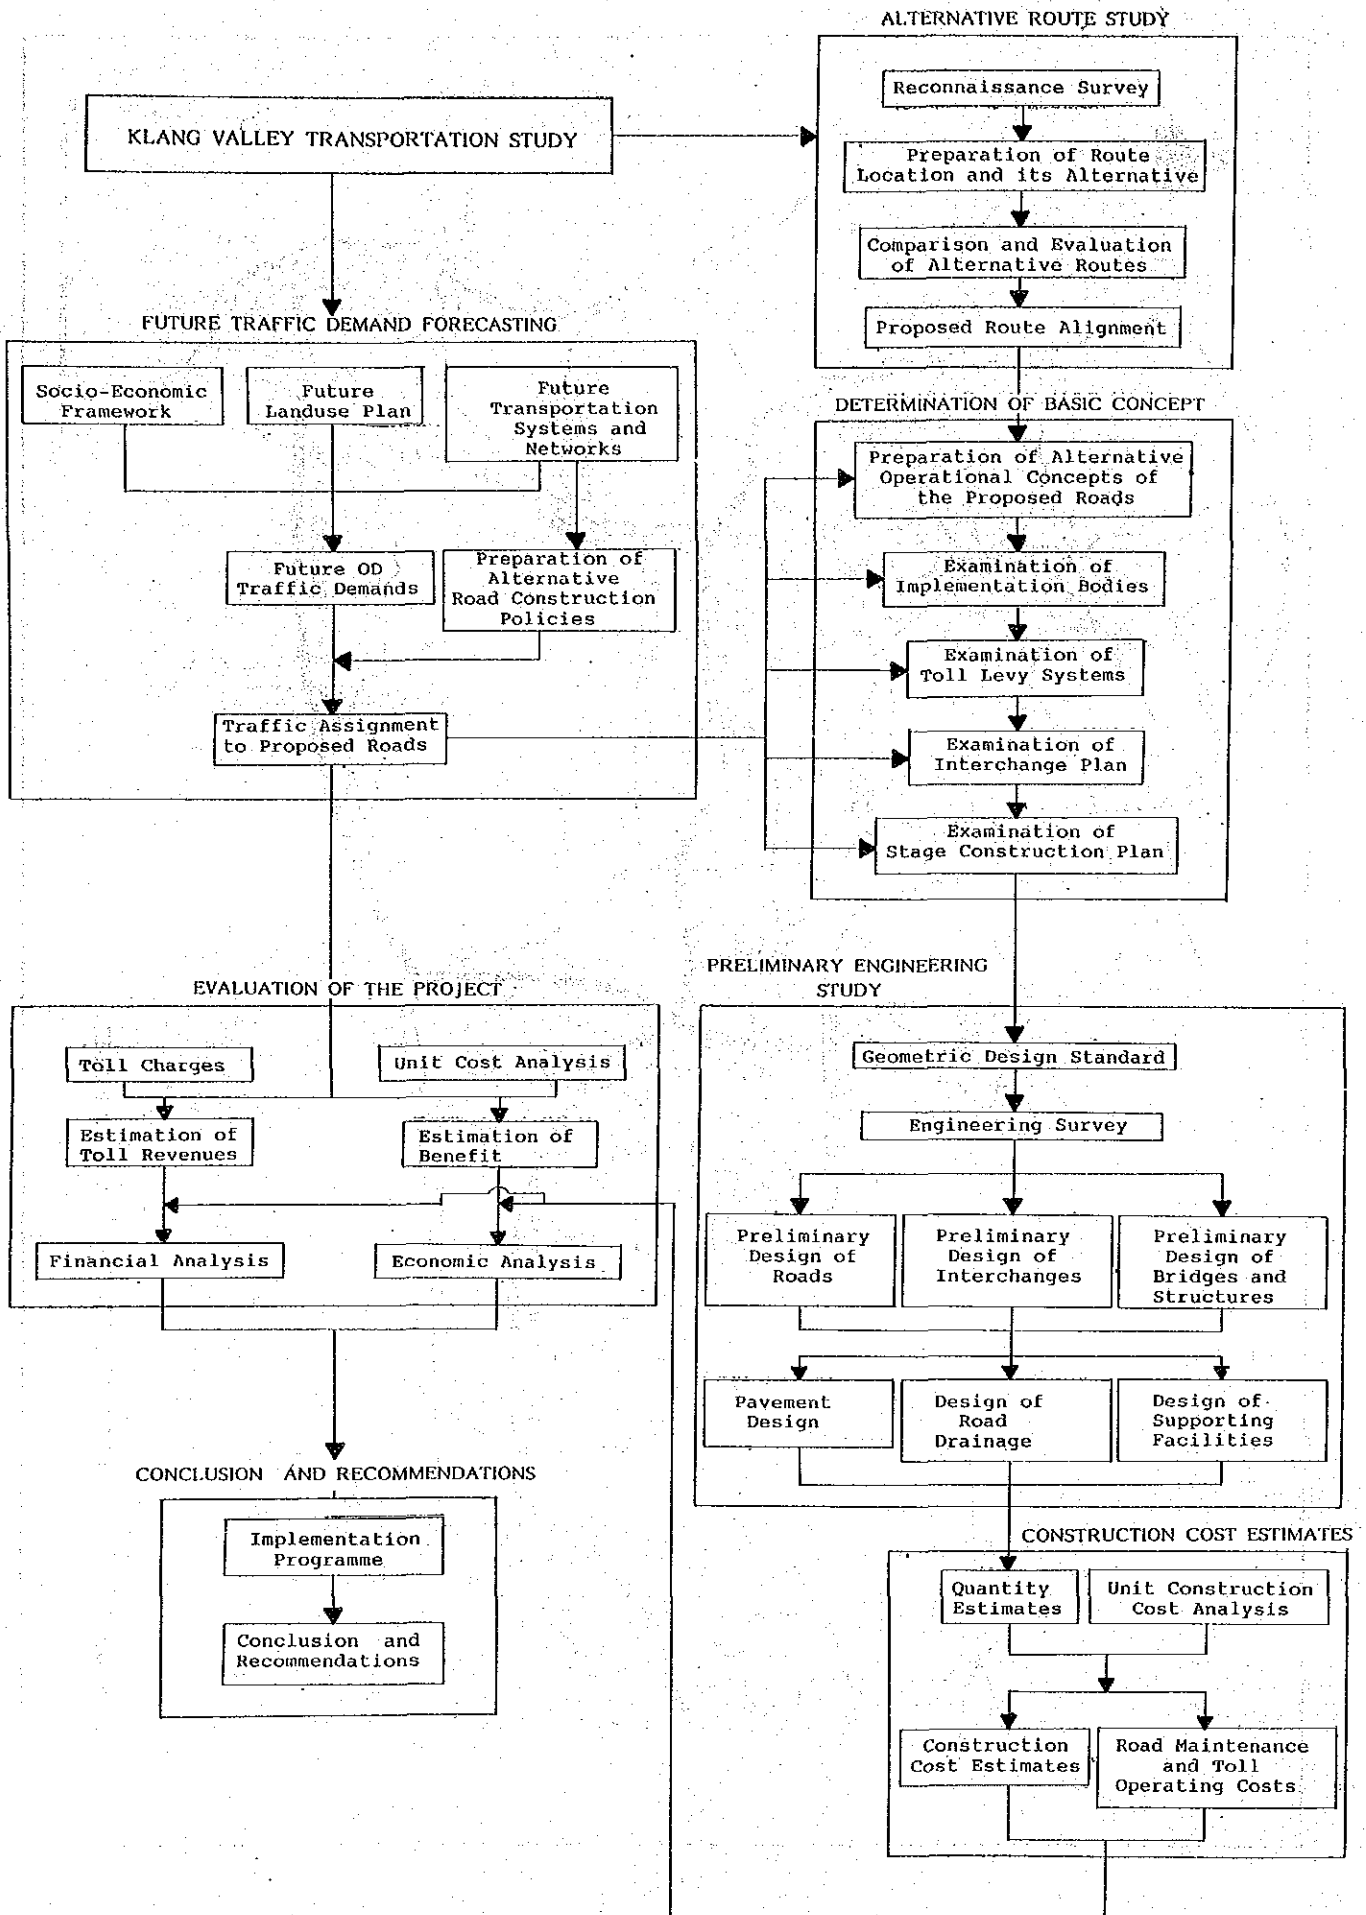 ALTERNATIVE ROUTE STUDY
Reconnaissance Survey
KLANG VALLEY TRANSPORTATION STUDY
Preparation of Route
Location and its Alternative
Comparison and Evaluation
of Alternative Routes
Proposed Route Alignment
FUTURE TRAFFIC DEMAND FORECASTING
Socio-Economic
Framework
Future
Landuse Plan
Future
Transportation
Systems and
Networks
Future OD
Traffic Demands
Preparation of
Alternative
Road Construction
Policies
Traffic Assignment
to Proposed Roads
DETERMINATION OF BASIC CONCEPT
Preparation of Alternative
Operational Concepts of
the Proposed Roads
Examination of
Implementation Bodies
Examination of
Toll Levy Systems
Examination of
Interchange Plan
Examination of
Stage Construction Plan
EVALUATION OF THE PROJECT
Toll Charges
Unit Cost Analysis
Estimation of
Toll Revenues
Estimation of
Benefit
Financial Analysis
Economic Analysis
PRELIMINARY ENGINEERING
STUDY
Geometric Design Standard
Engineering Survey
Preliminary
Design of
Roads
Preliminary
Design of
Interchanges
Preliminary
Design of
Bridges and
Structures
Pavement
Design
Design of
Road
Drainage
Design of
Supporting
Facilities
CONCLUSION AND RECOMMENDATIONS
Implementation
Programme
Conclusion and
Recommendations
CONSTRUCTION COST ESTIMATES
Quantity
Estimates
Unit Construction
Cost Analysis
Construction
Cost Estimates
Road Maintenance
and Toll
Operating Costs